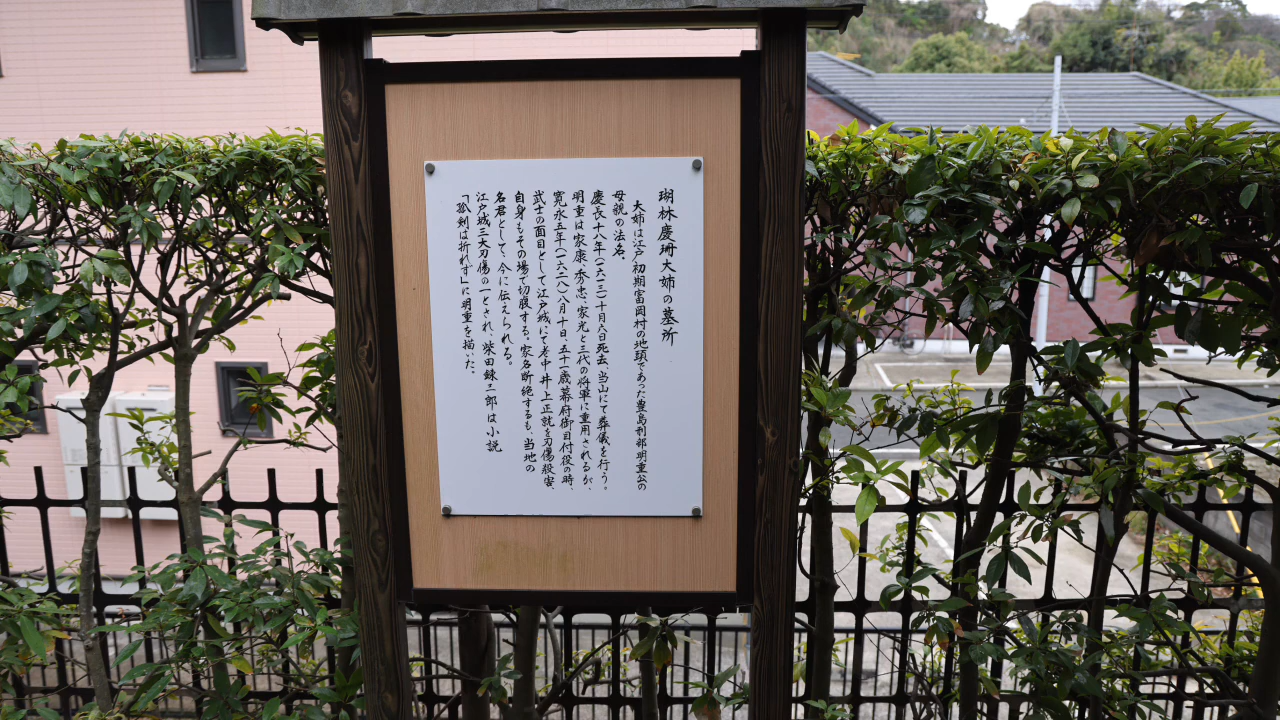 瑚林慶珊大姉の墓所
大姉は江戸初期富岡村の地頭であった豊島刑部明重公の
母親の法名
慶長十八年(一六一三)十月六日逝去 当山にて葬儀を行う。
明重は家康、秀忠、家光と三代の将軍に重用されるが、
寛永五年(一六二八)八月十日、五十一歳幕府御目付役の時、
武士の面目として江戸城にて老中 井上正就を刃傷殺害、
自身もその場で切腹する。家名断絶するも、当地の
名君として、今に伝えられる。
江戸城三大刃傷の一とされ、柴田錬三郎は小説
「孤剣は折れず」に明重を描いた。